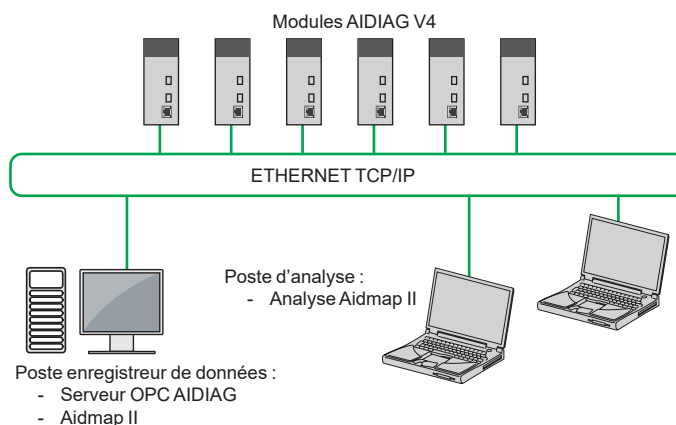 Modules AIDIAG V4
ETHERNET TCP/IP
Poste d'analyse :
- Analyse Aidmap II
Poste enregistreur de données :
- Serveur OPC AIDIAG
- Aidmap II